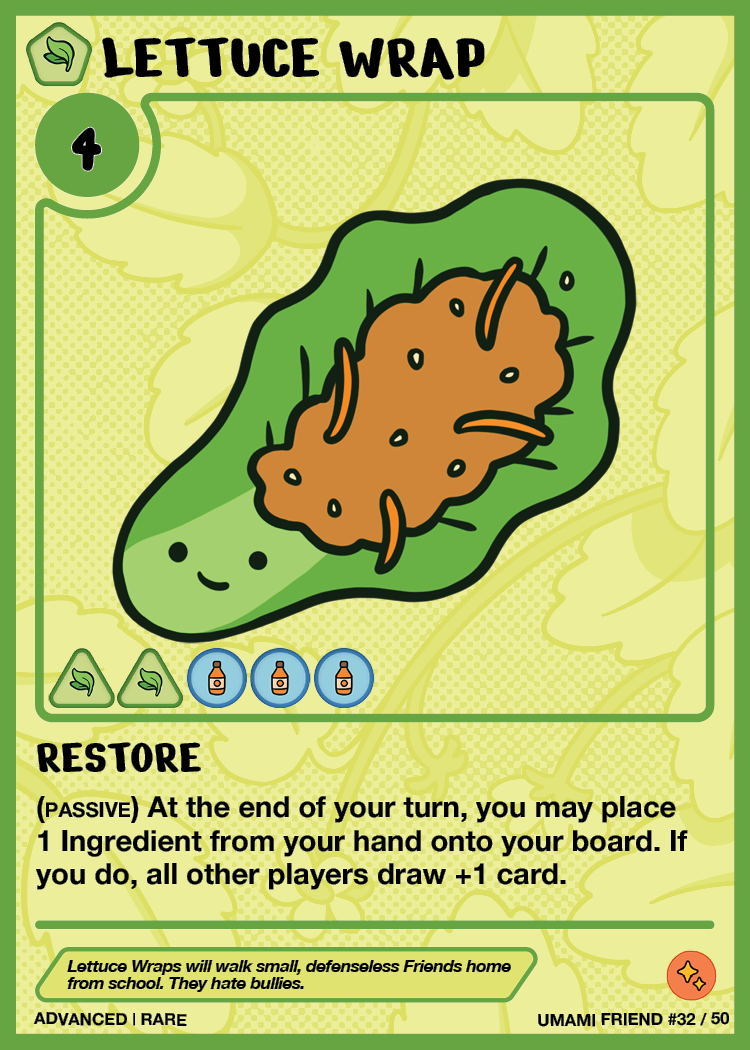 LETTUCE WRAP
4
RESTORE
(PASSIVE) At the end of your turn, you may place
1 Ingredient from your hand onto your board. If
you do, all other players draw +1 card.
Lettuce Wraps will walk small, defenseless Friends home
from school. They hate bullies.
ADVANCED | RARE
UMAMI FRIEND #32 / 50